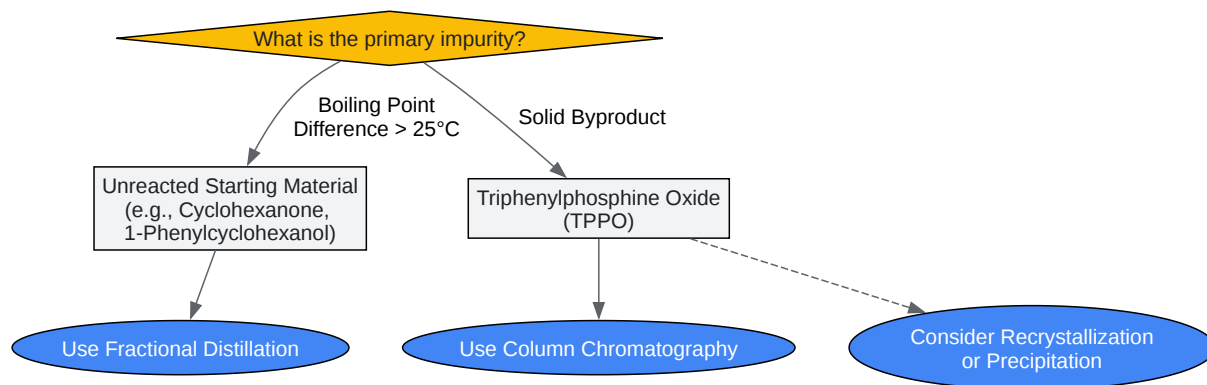 What is the primary impurity?
Boiling Point
Difference > 25°C
Solid Byproduct
Unreacted Starting Material
(e.g., Cyclohexanone,
1-Phenylcyclohexanol)
Triphenylphosphine Oxide
(TPPO)
Use Fractional Distillation
Use Column Chromatography
Consider Recrystallization
or Precipitation